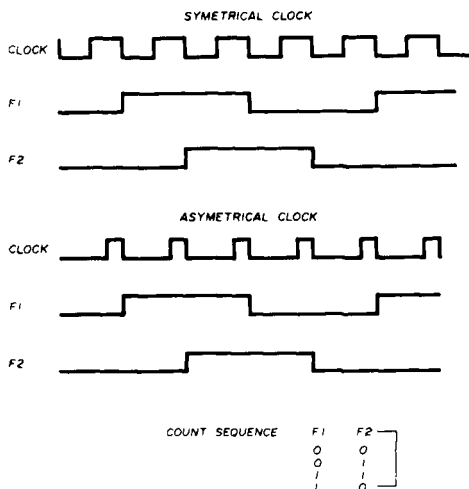 SYMETRICAL CLOCK
CLOCK
F1
F2
ASYMETRICAL CLOCK
CLOCK
F1
F2
COUNT SEQUENCE F1 F2
0 0
0 1
1 1
1 0